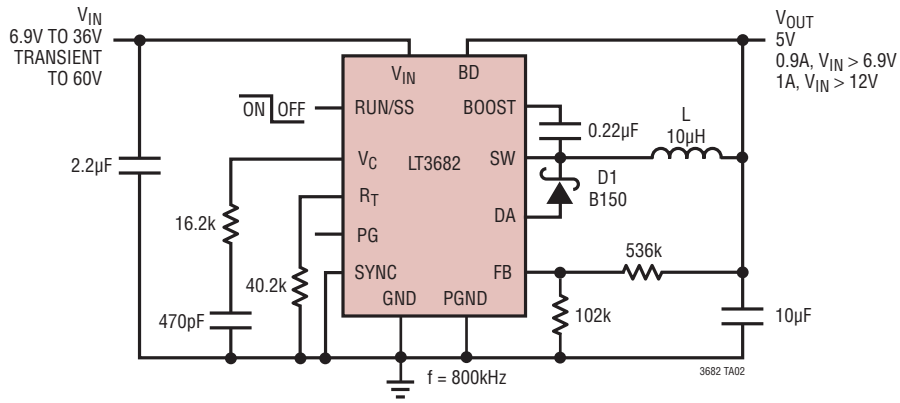 VIN
6.9V TO 36V
TRANSIENT
TO 60V
VOUT
5V
0.9A, VIN > 6.9V
1A, VIN > 12V
VIN
BD
ON OFF
RUN/SS
BOOST
0.22µF
L
10µH
2.2µF
VC
LT3682
SW
D1
B150
16.2k
RT
DA
PG
536k
40.2k
SYNC
FB
GND
PGND
470pF
102k
10µF
f = 800kHz
3682 TA02